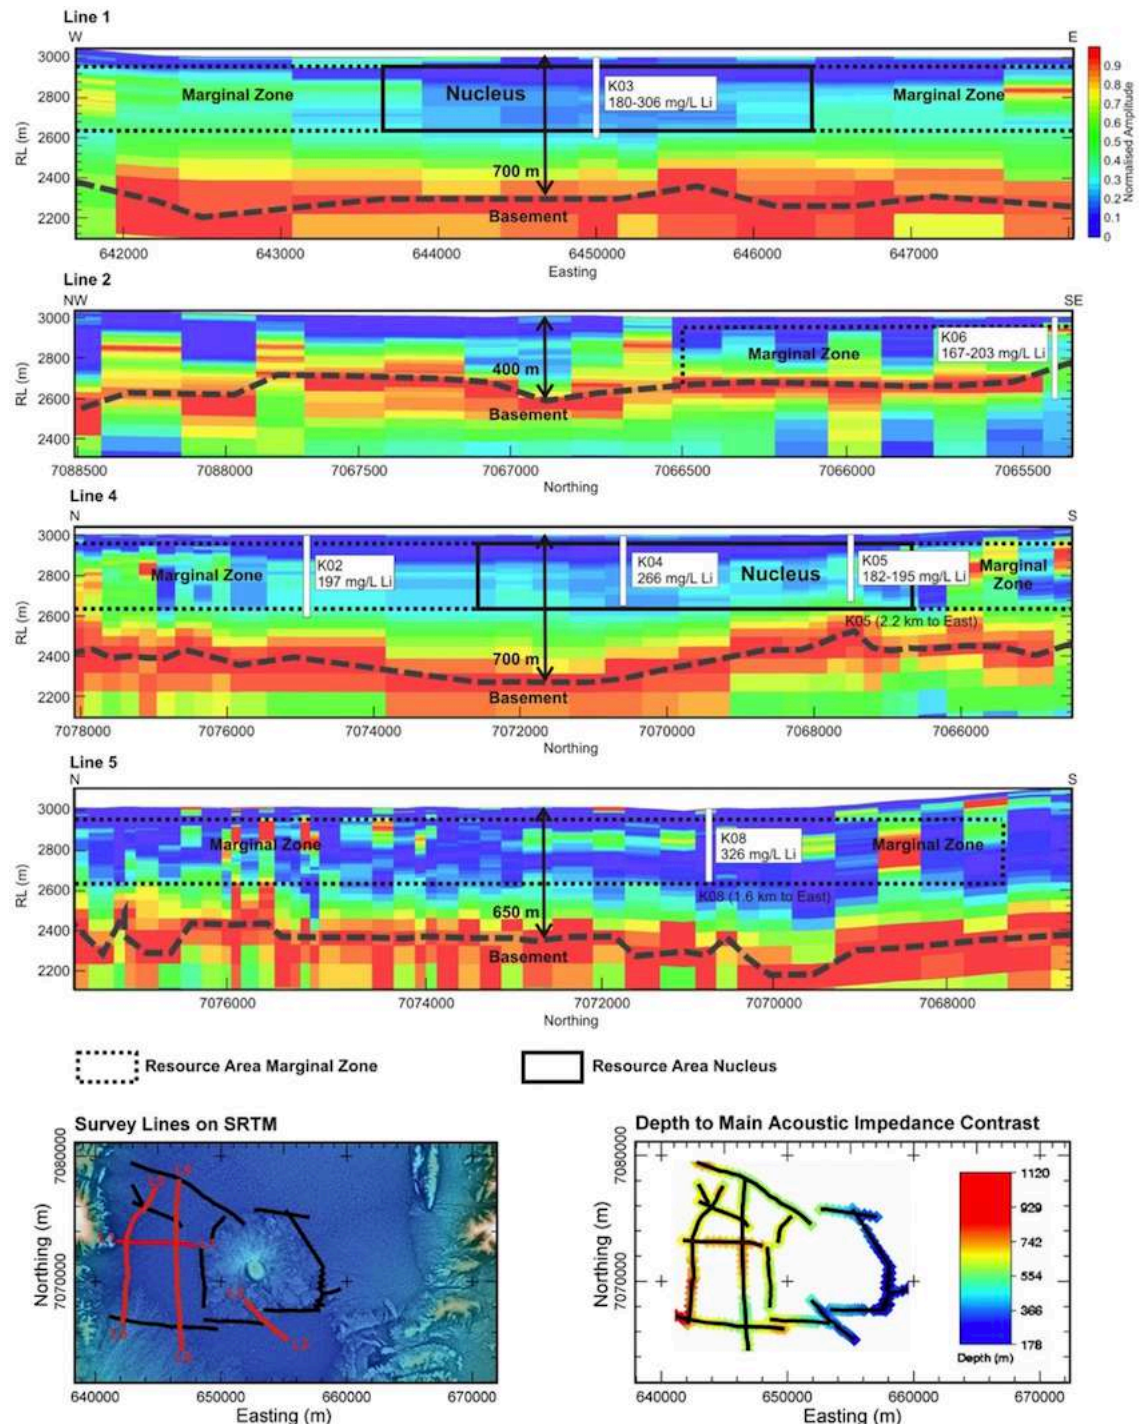 Line 1
W
E
3000
2800
2600
2400
2200
RL (m)
Marginal Zone
Nucleus
K03
180-306 mg/L Li
Marginal Zone
700 m
Basement
642000
643000
644000
6450000
646000
647000
Easting
0.9
0.8
0.7
0.6
0.5
0.4
0.3
0.2
0.1
0
Normalised Amplitude
Line 2
NW
SE
3000
2800
2600
2400
RL (m)
400 m
Basement
Marginal Zone
K06
167-203 mg/L Li
7088500
7088000
7067500
7067000
7066500
7066000
7065500
Northing
Line 4
N
S
3000
2800
2600
2400
2200
RL (m)
Marginal Zone
K02
197 mg/L Li
K04
266 mg/L Li
Nucleus
K05
182-195 mg/L Li
Marginal
Zone
K05 (2.2 km to East)
700 m
Basement
7078000
7076000
7074000
7072000
7070000
7068000
7066000
Northing
Line 5
N
S
3000
2800
2600
2400
2200
RL (m)
Marginal Zone
K08
326 mg/L Li
Marginal Zone
K08 (1.6 km to East)
650 m
Basement
7076000
7074000
7072000
7070000
7068000
Northing
Resource Area Marginal Zone
Resource Area Nucleus
Survey Lines on SRTM
7080000
7070000
Northing (m)
640000
650000
660000
670000
Easting (m)
Depth to Main Acoustic Impedance Contrast
7080000
7070000
Northing (m)
1120
929
742
554
366
178
Depth (m)
640000
650000
660000
670000
Easting (m)